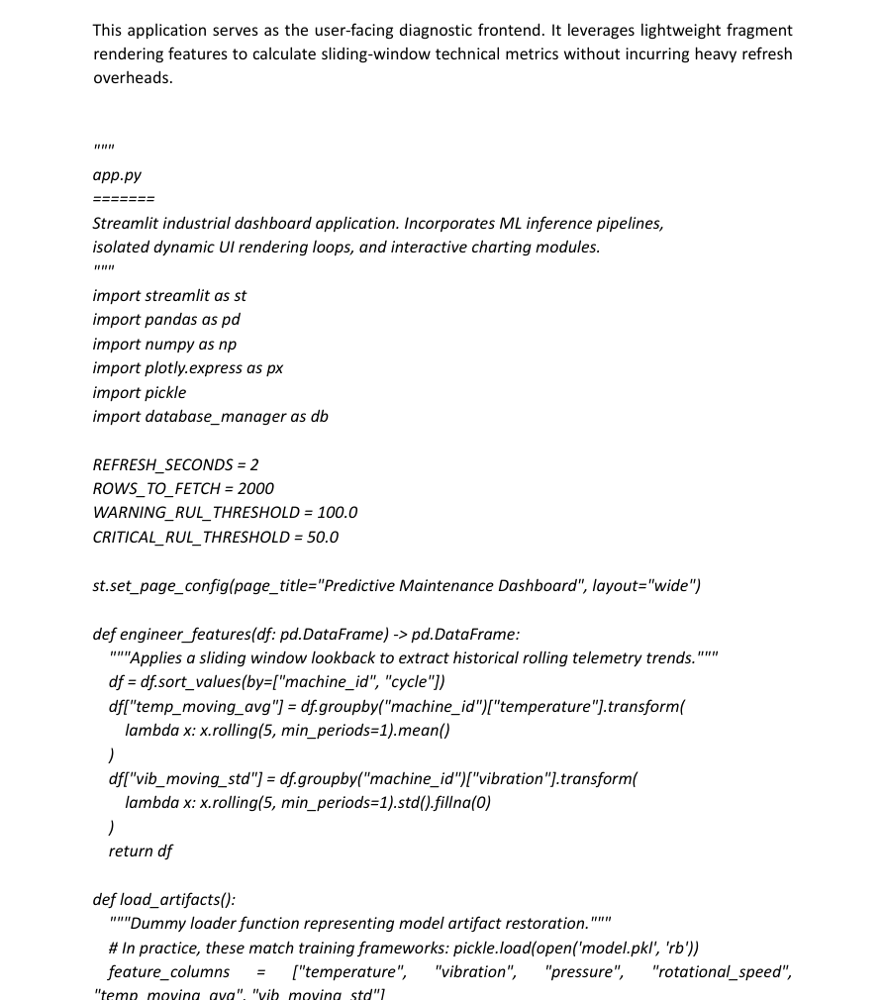 This application serves as the user-facing diagnostic frontend. It leverages lightweight fragment
rendering features to calculate sliding-window technical metrics without incurring heavy refresh
overheads.
"""
app.py
=======
Streamlit industrial dashboard application. Incorporates ML inference pipelines,
isolated dynamic UI rendering loops, and interactive charting modules.
"""
import streamlit as st
import pandas as pd
import numpy as np
import plotly.express as px
import pickle
import database_manager as db
REFRESH_SECONDS = 2
ROWS_TO_FETCH = 2000
WARNING_RUL_THRESHOLD = 100.0
CRITICAL_RUL_THRESHOLD = 50.0
st.set_page_config(page_title="Predictive Maintenance Dashboard", layout="wide")
def engineer_features(df: pd.DataFrame) -> pd.DataFrame:
"""Applies a sliding window lookback to extract historical rolling telemetry trends."""
df = df.sort_values(by=["machine_id", "cycle"])
df["temp_moving_avg"] = df.groupby("machine_id")["temperature"].transform(
lambda x: x.rolling(5, min_periods=1).mean()
)
df["vib_moving_std"] = df.groupby("machine_id")["vibration"].transform(
lambda x: x.rolling(5, min_periods=1).std().fillna(0)
)
return df
def load_artifacts():
"""Dummy loader function representing model artifact restoration."""
# In practice, these match training frameworks: pickle.load(open('model.pkl', 'rb'))
feature_columns = ["temperature", "vibration", "pressure", "rotational_speed",
"temp_moving_avg", "vib_moving_std"]